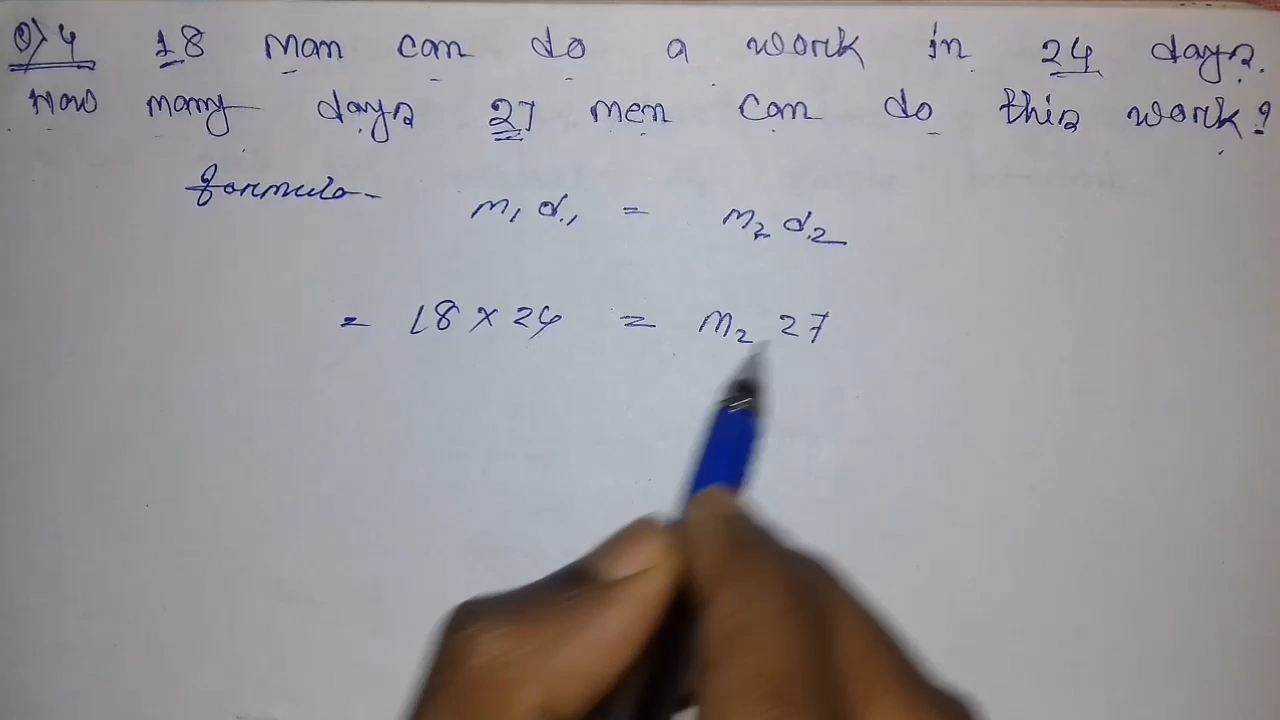 Q>4 18 man can do a work in 24 days.
How many days 27 men can do this work?
formula- m₁ d₁ = m₂ d₂
= 18 × 24 = m₂ 27